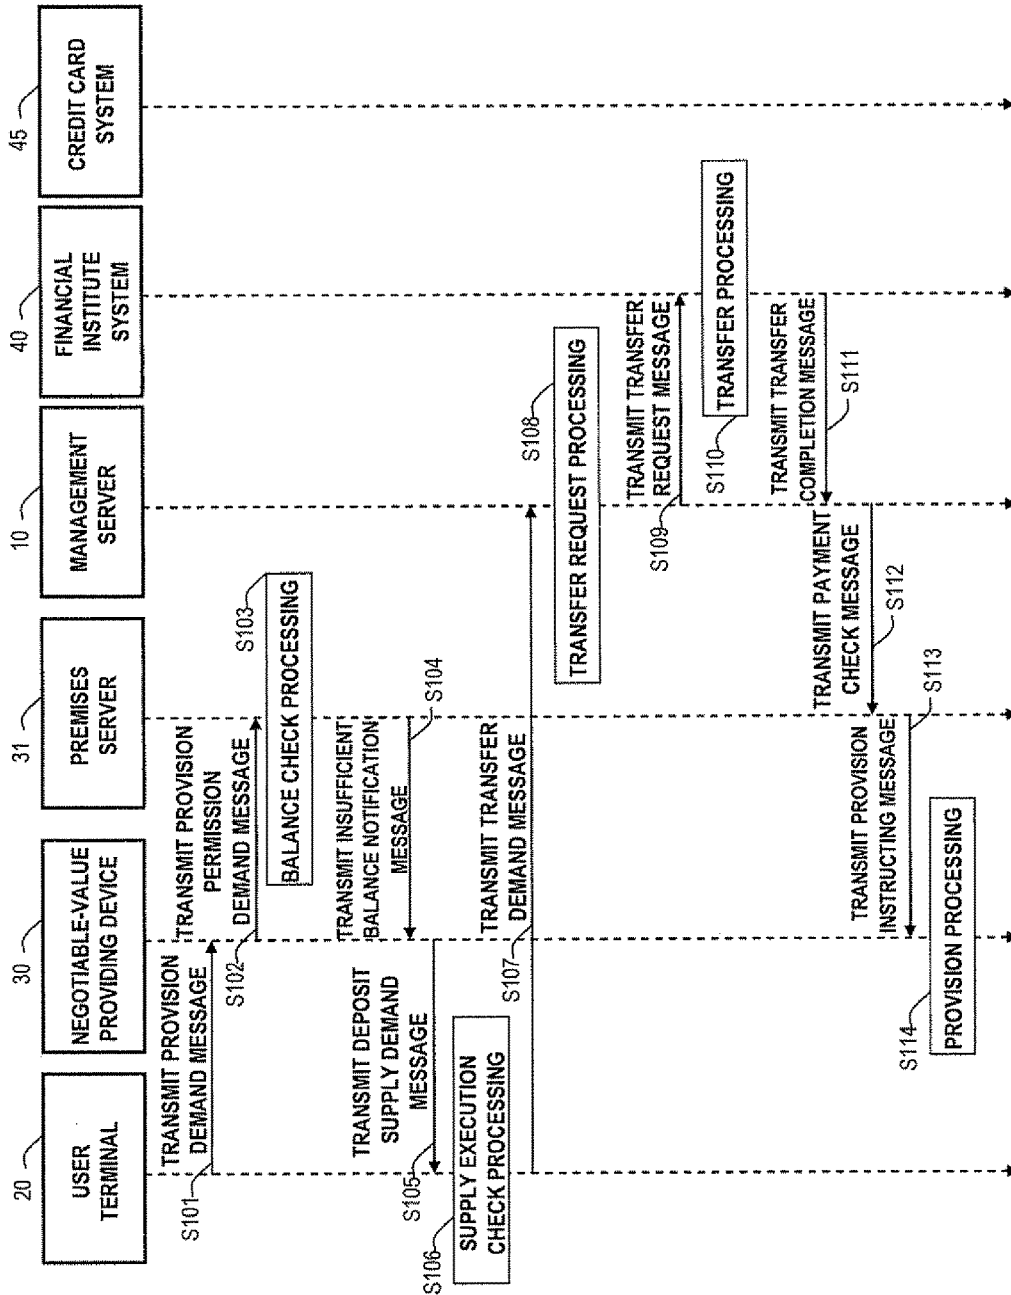 20
USER
TERMINAL
30
NEGOTIABLE-VALUE
PROVIDING DEVICE
31
PREMISES
SERVER
10
MANAGEMENT
SERVER
40
FINANCIAL
INSTITUTE
SYSTEM
45
CREDIT CARD
SYSTEM
TRANSMIT PROVISION
DEMAND MESSAGE
S101
TRANSMIT PROVISION
PERMISSION
DEMAND MESSAGE
S102
S103
BALANCE CHECK PROCESSING
TRANSMIT INSUFFICIENT
BALANCE NOTIFICATION
MESSAGE
S104
TRANSMIT DEPOSIT
SUPPLY DEMAND
MESSAGE
S105
S106
SUPPLY EXECUTION
CHECK PROCESSING
TRANSMIT TRANSFER
DEMAND MESSAGE
S107
S108
TRANSFER REQUEST PROCESSING
TRANSMIT TRANSFER
REQUEST MESSAGE
S109
S110
TRANSFER PROCESSING
TRANSMIT TRANSFER
COMPLETION MESSAGE
S111
TRANSMIT PAYMENT
CHECK MESSAGE
S112
TRANSMIT PROVISION
INSTRUCTING MESSAGE
S113
S114
PROVISION PROCESSING